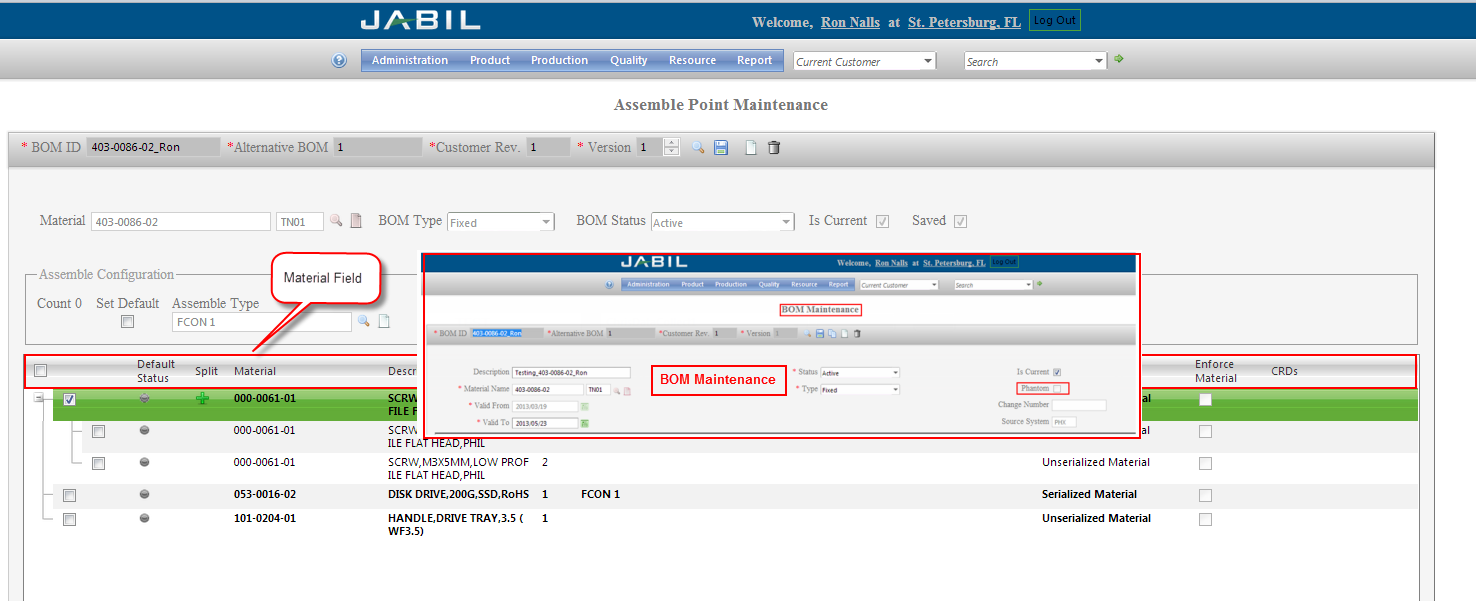 JABIL
Welcome, Ron Nalls at St. Petersburg, FL Log Out
Administration Product Production Quality Resource Report Current Customer Search
Assemble Point Maintenance
* BOM ID 403-0086-02_Ron *Alternative BOM 1 *Customer Rev. 1 * Version 1
Material 403-0086-02 TN01 BOM Type Fixed BOM Status Active Is Current Saved
Assemble Configuration
Count 0 Set Default Assemble Type
FCON 1
Material Field
JABIL
Welcome, Ron Nalls at St. Petersburg, FL Log Out
Administration Product Production Quality Resource Report Current Customer Search
BOM Maintenance
* BOM ID 403-0086-02_Ron *Alternative BOM 1 *Customer Rev. 1 * Version 1
Description Testing_403-0086-02_Ron * Status Active Is Current
* Material Name 403-0086-02 TN01 * Type Fixed Phantom
* Valid From 2013/03/19 Change Number
* Valid To 2013/05/23 Source System PHX
BOM Maintenance
Default Status Split Material Descr Enforce Material CRDs
000-0061-01 SCRW al
FILE F
000-0061-01 SCRW al
ILE FLAT HEAD,PHIL
000-0061-01 SCRW,M3X5MM,LOW PROF 2 Unserialized Material
ILE FLAT HEAD,PHIL
053-0016-02 DISK DRIVE,200G,SSD,RoHS 1 FCON 1 Serialized Material
101-0204-01 HANDLE,DRIVE TRAY,3.5 ( 1 Unserialized Material
WF3.5)